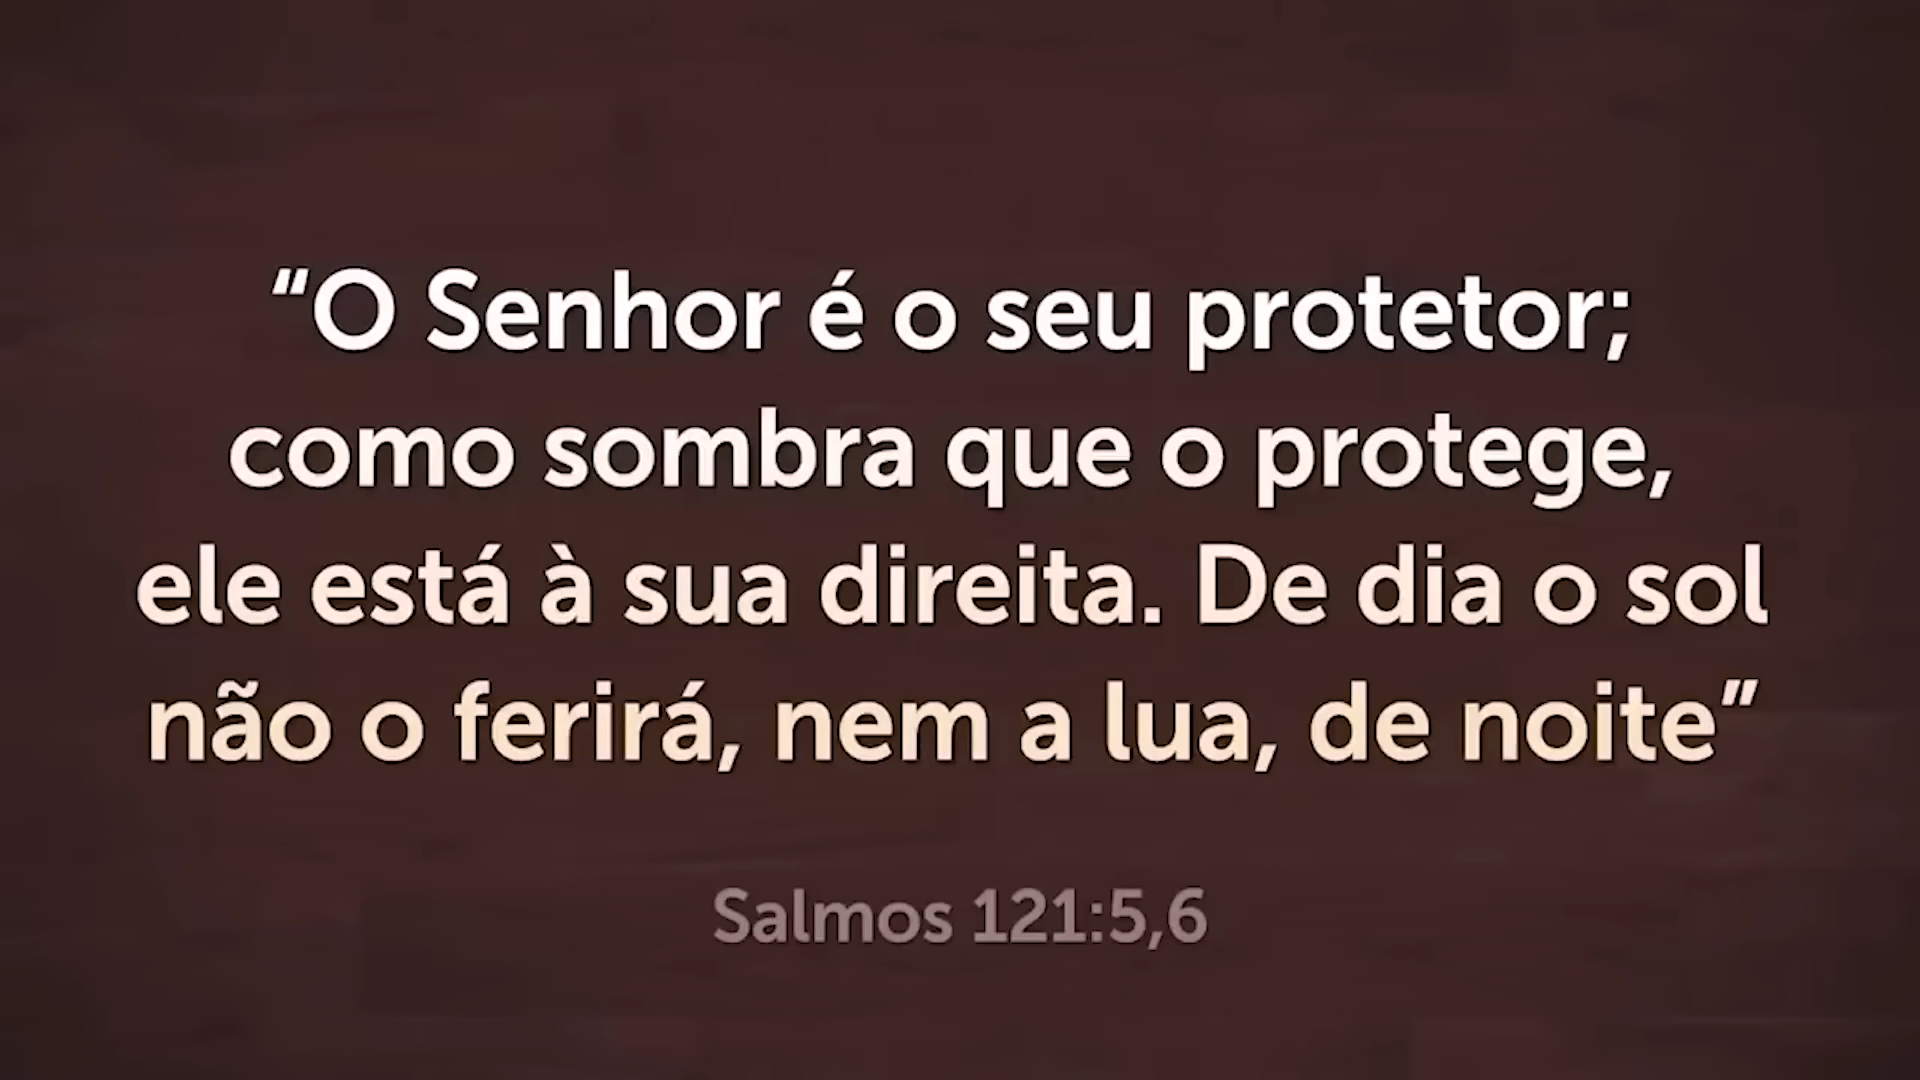 “O Senhor é o seu protetor;
como sombra que o protege,
ele está à sua direita. De dia o sol
não o ferirá, nem a lua, de noite”
Salmos 121:5,6